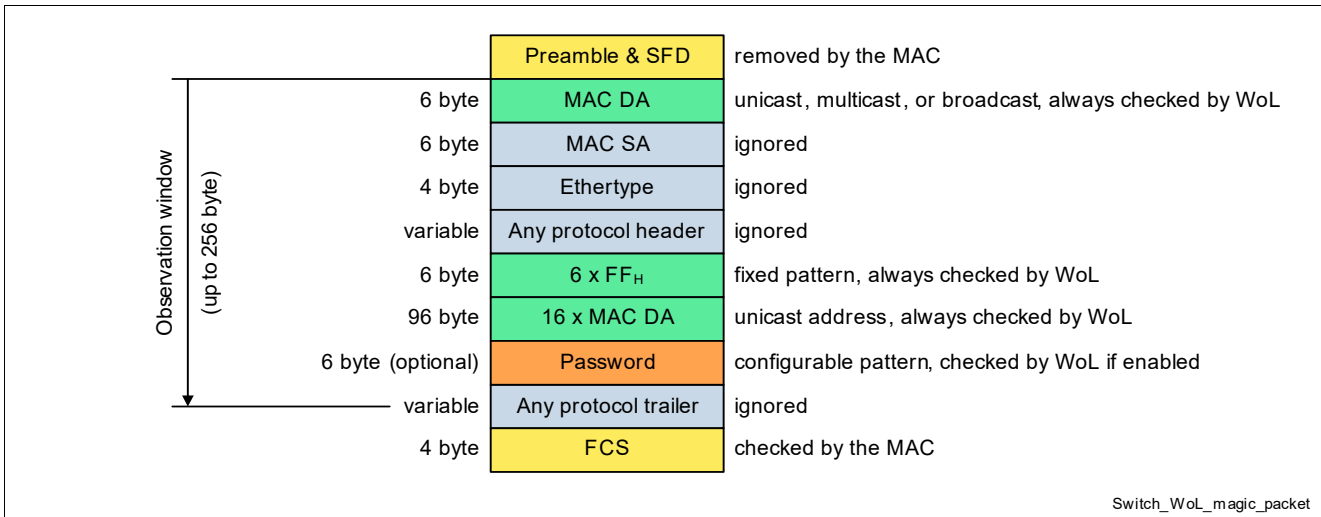 Preamble & SFD removed by the MAC
6 byte MAC DA unicast, multicast, or broadcast, always checked by WoL
6 byte MAC SA ignored
4 byte Ethertype ignored
variable Any protocol header ignored
6 byte 6 x FFH fixed pattern, always checked by WoL
96 byte 16 x MAC DA unicast address, always checked by WoL
6 byte (optional) Password configurable pattern, checked by WoL if enabled
variable Any protocol trailer ignored
4 byte FCS checked by the MAC
Observation window
(up to 256 byte)
Switch_WoL_magic_packet